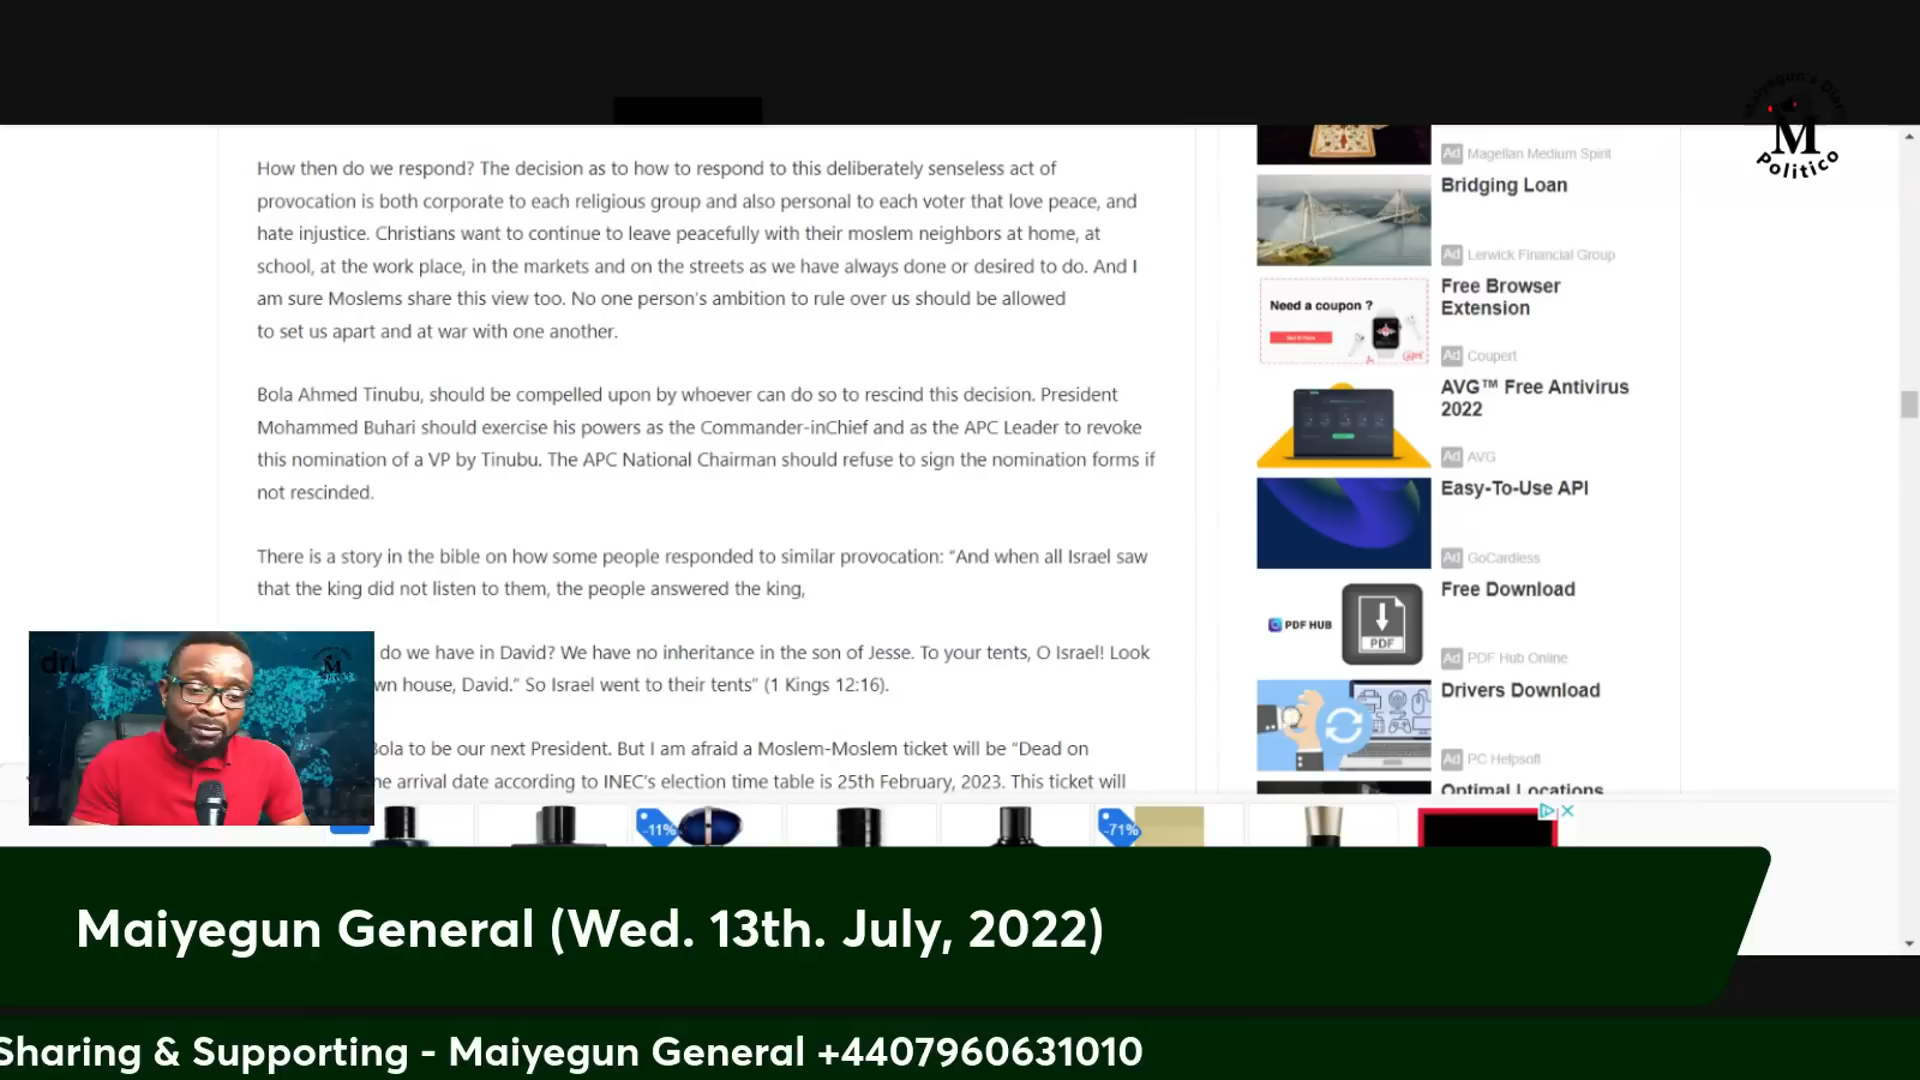 Maiyegun's
M
Politico
How then do we respond? The decision as to how to respond to this deliberately senseless act of
provocation is both corporate to each religious group and also personal to each voter that love peace, and
hate injustice. Christians want to continue to leave peacefully with their moslem neighbors at home, at
school, at the work place, in the markets and on the streets as we have always done or desired to do. And I
am sure Moslems share this view too. No one person's ambition to rule over us should be allowed
to set us apart and at war with one another.
Bola Ahmed Tinubu, should be compelled upon by whoever can do so to rescind this decision. President
Mohammed Buhari should exercise his powers as the Commander-inChief and as the APC Leader to revoke
this nomination of a VP by Tinubu. The APC National Chairman should refuse to sign the nomination forms if
not rescinded.
There is a story in the bible on how some people responded to similar provocation: "And when all Israel saw
that the king did not listen to them, the people answered the king,
do we have in David? We have no inheritance in the son of Jesse. To your tents, O Israel! Look
wn house, David." So Israel went to their tents" (1 Kings 12:16).
Bola to be our next President. But I am afraid a Moslem-Moslem ticket will be "Dead on
he arrival date according to INEC's election time table is 25th February, 2023. This ticket will
Ad Magellan Medium Spirit
Bridging Loan
Ad Lerwick Financial Group
Free Browser
Extension
Need a coupon ?
Ad Coupert
AVG™ Free Antivirus
2022
Ad AVG
Easy-To-Use API
Ad GoCardless
Free Download
PDF HUB
PDF
Ad PDF Hub Online
Drivers Download
Ad PC Helpsoft
Optimal Locations
M
-11%
-71%
Maiyegun General (Wed. 13th. July, 2022)
Sharing & Supporting - Maiyegun General +4407960631010